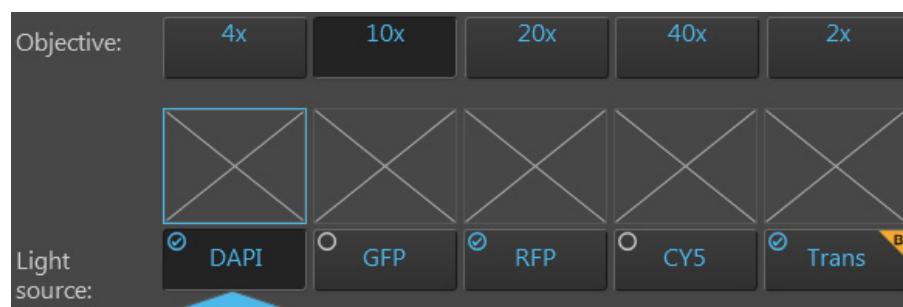 Objective: 4x 10x 20x 40x 2x
Light source: DAPI GFP RFP CY5 Trans B